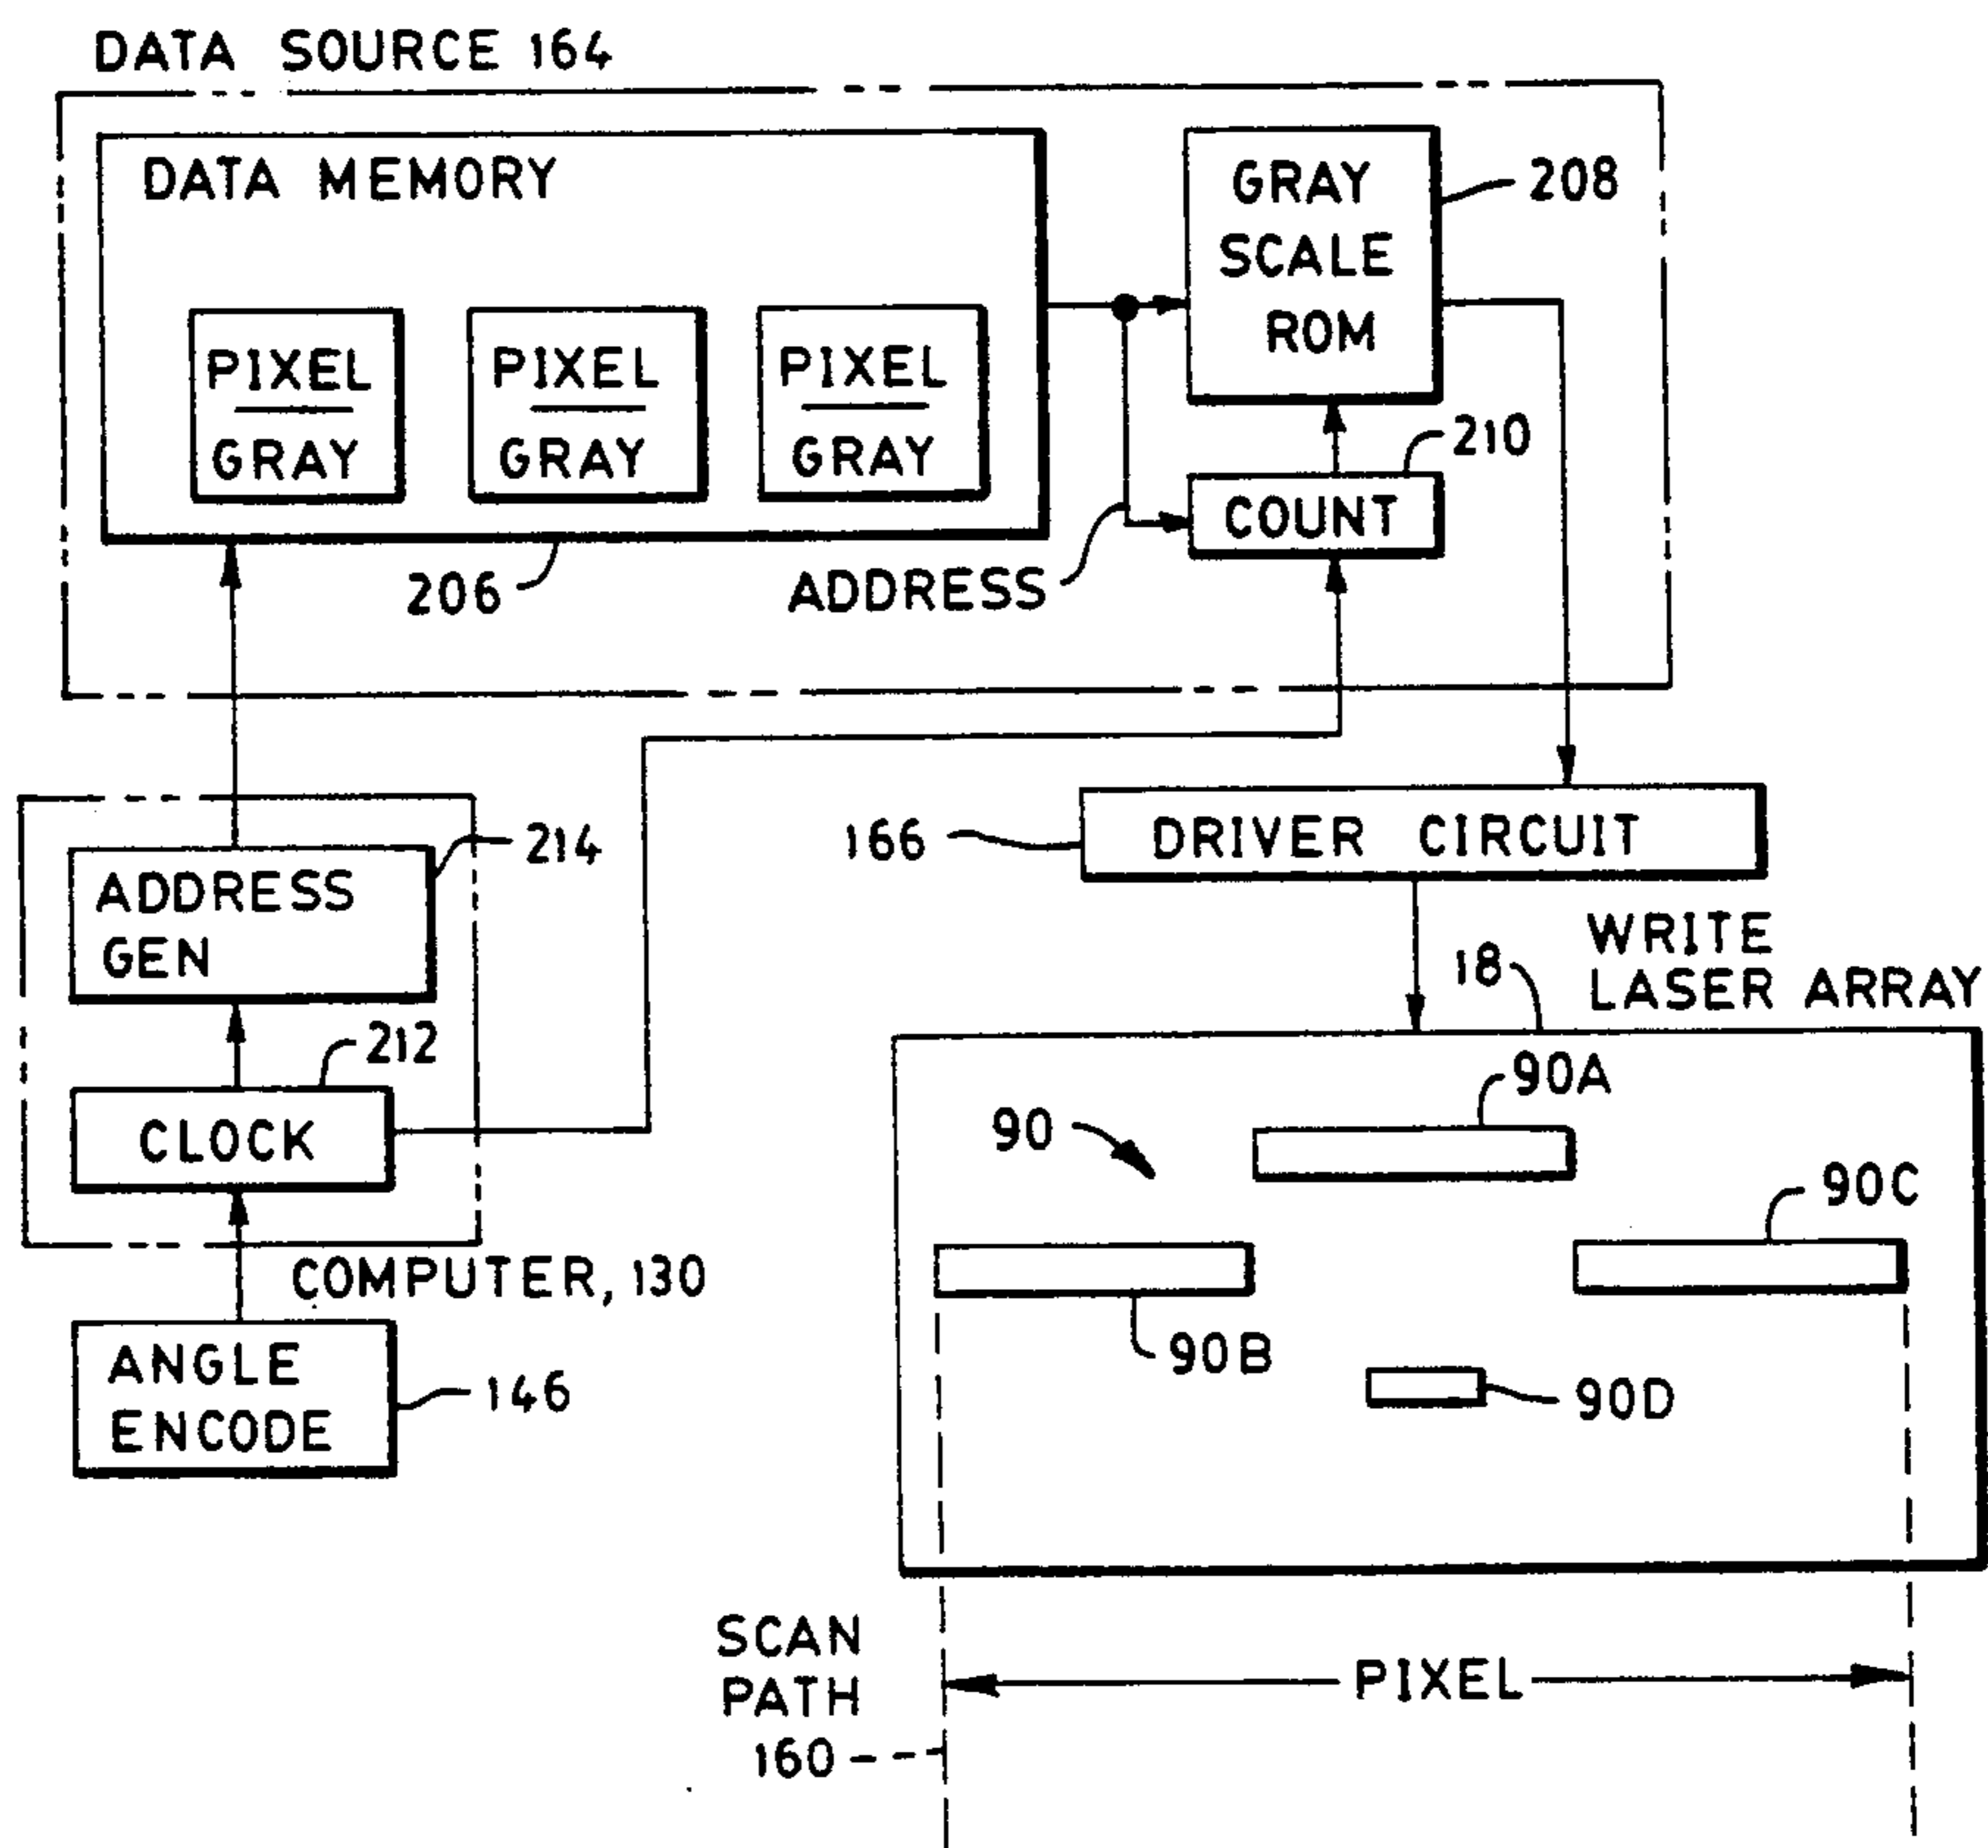 DATA SOURCE 164
DATA MEMORY
PIXEL
GRAY
PIXEL
GRAY
PIXEL
GRAY
206
GRAY
SCALE
ROM
208
210
COUNT
ADDRESS
214
ADDRESS
GEN
212
CLOCK
COMPUTER, 130
ANGLE
ENCODE
146
166
DRIVER CIRCUIT
WRITE
LASER ARRAY
18
90A
90
90C
90B
90D
SCAN
PATH
160
PIXEL